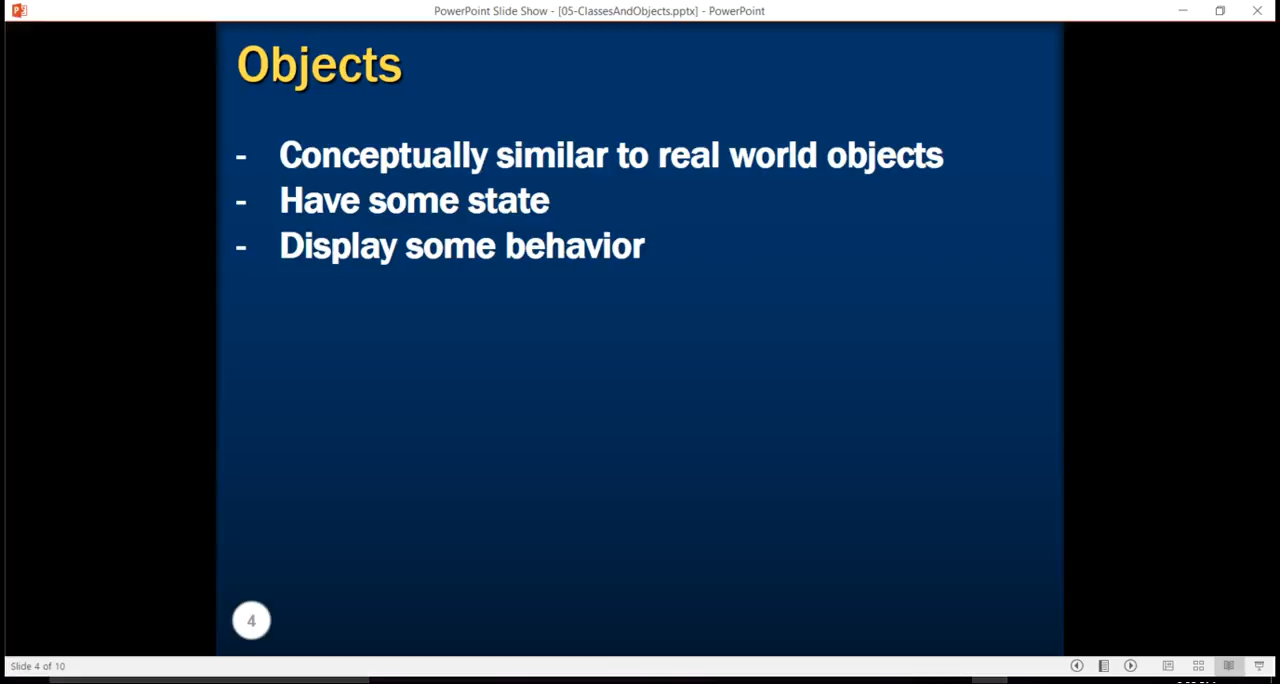 PowerPoint Slide Show - [05-ClassesAndObjects.pptx] - PowerPoint
Objects
- Conceptually similar to real world objects
- Have some state
- Display some behavior
4
Slide 4 of 10